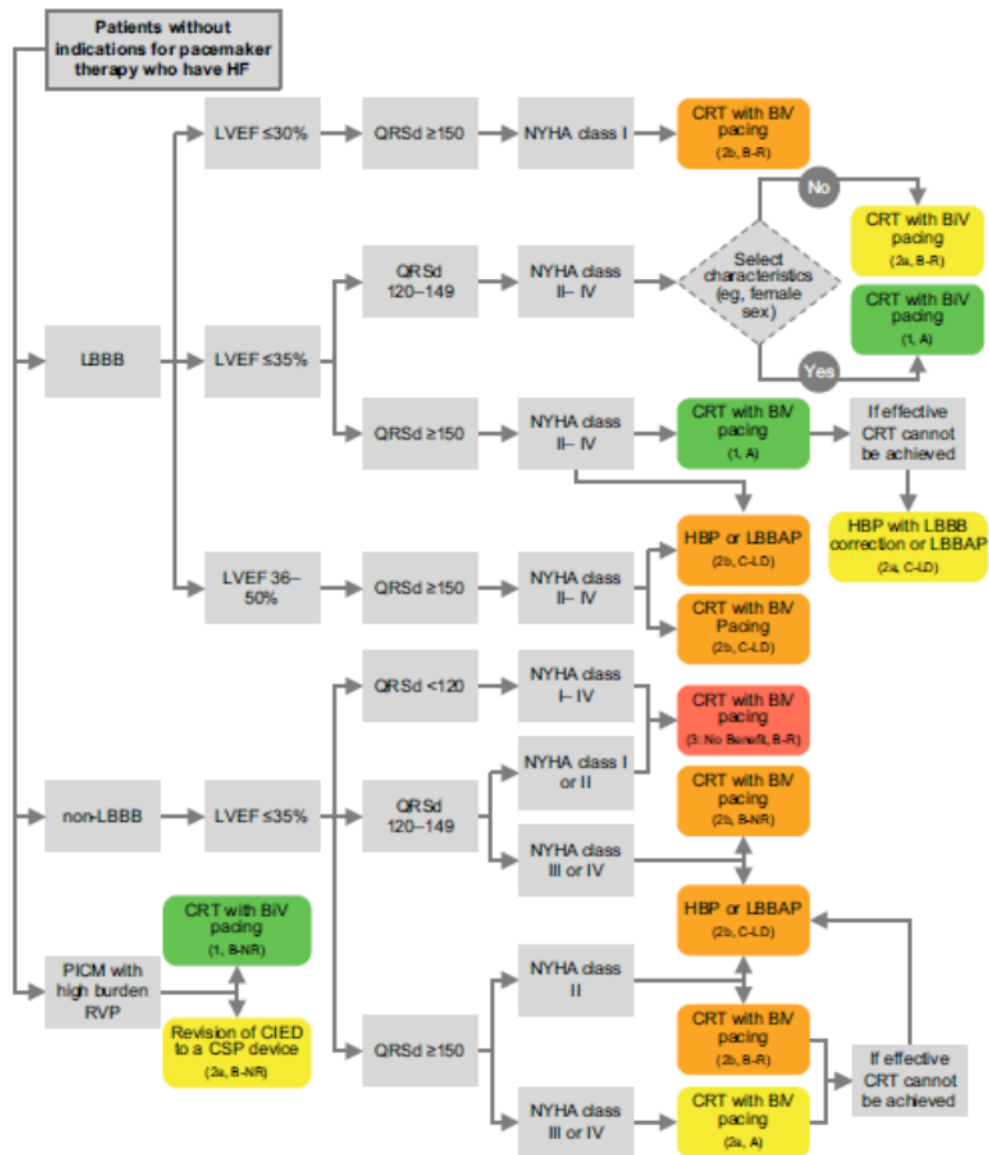 Patients without
indications for pacemaker
therapy who have HF
LVEF ≤30%
QRSd ≥150
NYHA class I
CRT with BiV
pacing
(2b, B-R)
No
CRT with BiV
pacing
(2a, B-R)
QRSd
120–149
NYHA class
II– IV
Select
characteristics
(eg, female
sex)
CRT with BiV
pacing
(1, A)
Yes
LBBB
LVEF ≤35%
QRSd ≥150
NYHA class
II– IV
CRT with BiV
pacing
(1, A)
If effective
CRT cannot
be achieved
HBP or LBBAP
(2b, C-LD)
HBP with LBBB
correction or LBBAP
(2a, C-LD)
LVEF 36–
50%
QRSd ≥150
NYHA class
II– IV
CRT with BiV
Pacing
(2b, C-LD)
QRSd <120
NYHA class
I– IV
CRT with BiV
pacing
(3: No Benefit, B-R)
non-LBBB
LVEF ≤35%
QRSd
120–149
NYHA class I
or II
CRT with BiV
pacing
(2b, B-NR)
NYHA class
III or IV
HBP or LBBAP
(2b, C-LD)
CRT with BiV
pacing
(1, B-NR)
PICM with
high burden
RVP
Revision of CIED
to a CSP device
(2a, B-NR)
QRSd ≥150
NYHA class
II
CRT with BiV
pacing
(2b, B-R)
If effective
CRT cannot
be achieved
NYHA class
III or IV
CRT with BiV
pacing
(2a, A)